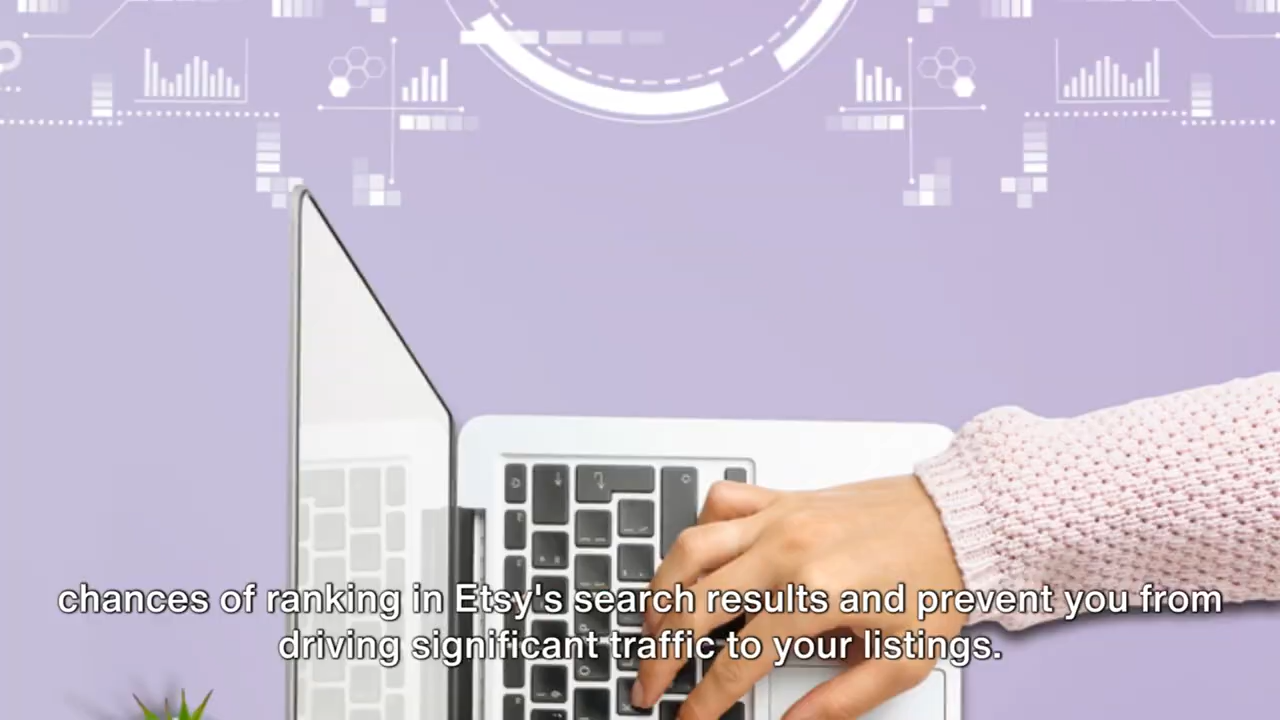 chances of ranking in Etsy's search results and prevent you from
driving significant traffic to your listings.